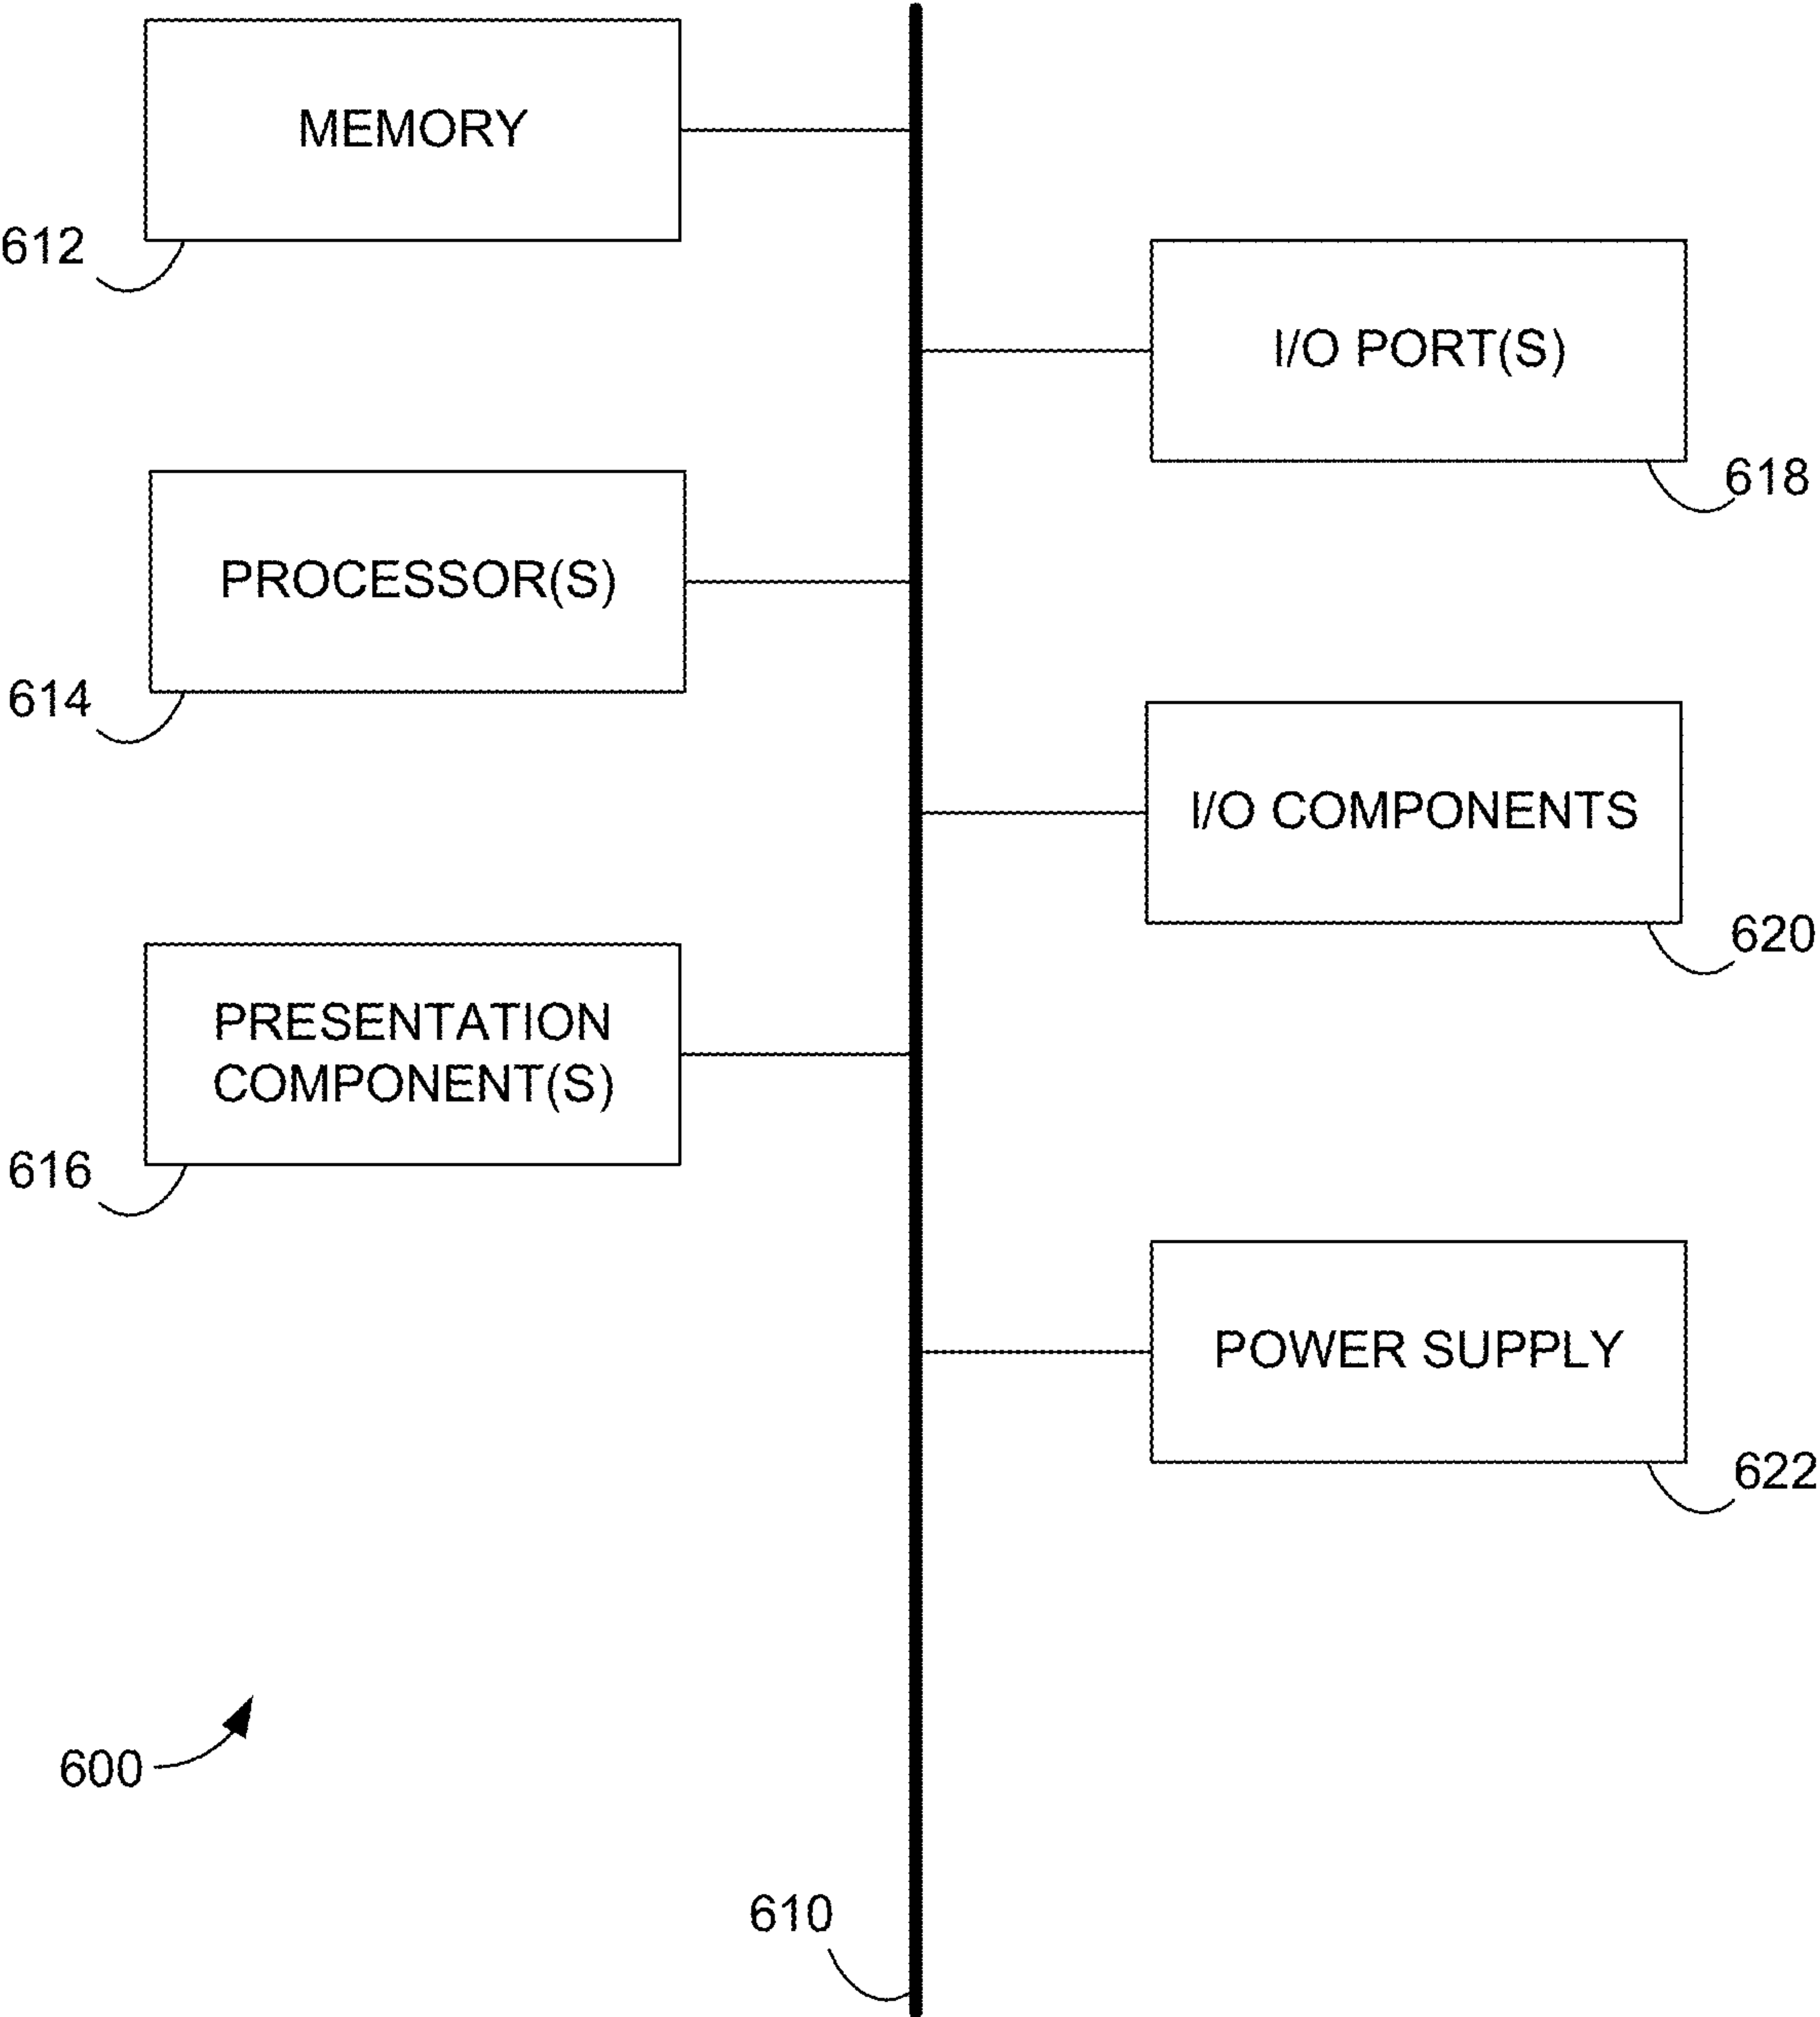 MEMORY
612
I/O PORT(S)
618
PROCESSOR(S)
614
I/O COMPONENTS
620
PRESENTATION
COMPONENT(S)
616
POWER SUPPLY
622
600
610